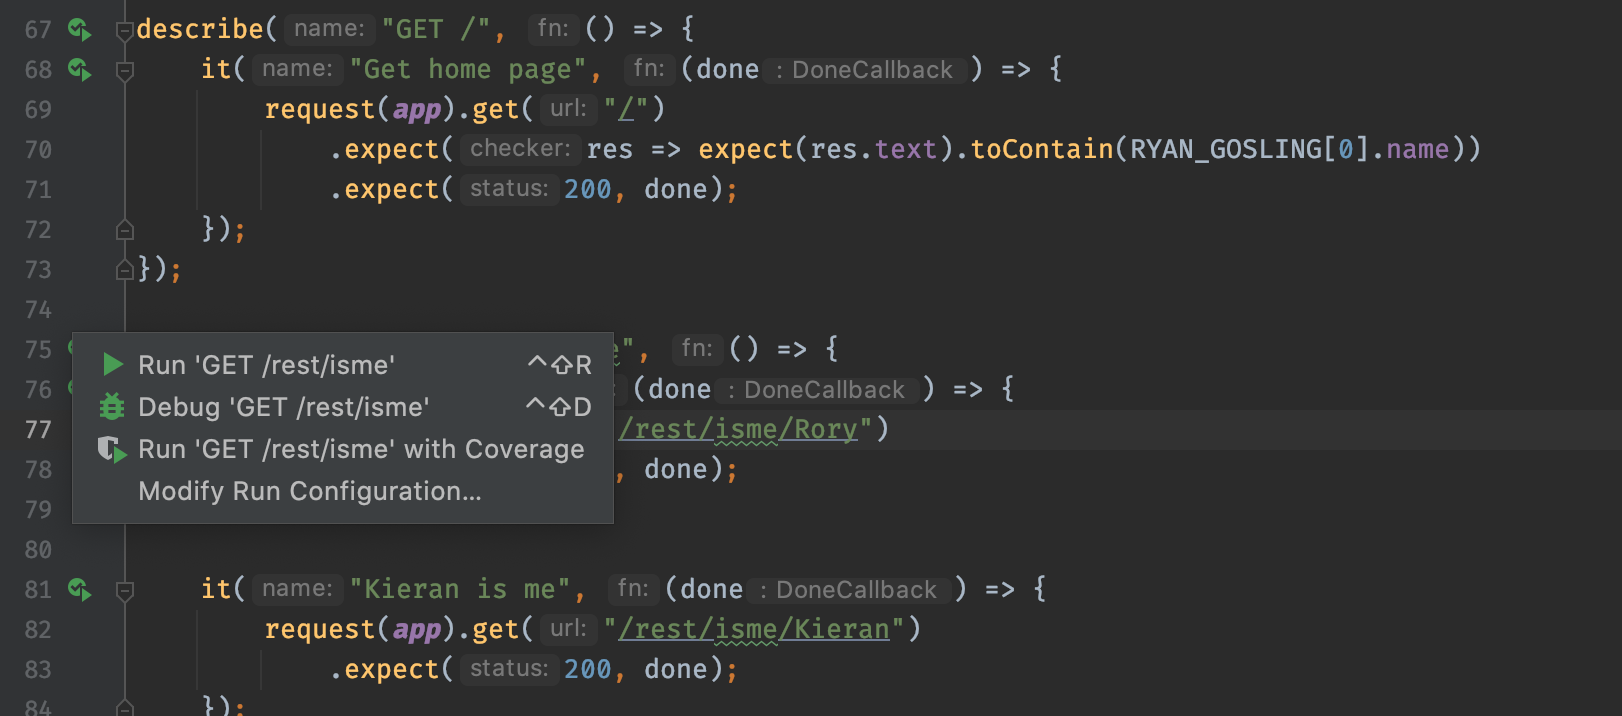 67 describe( name: "GET /", fn: () => {
68 it( name: "Get home page", fn: (done : DoneCallback ) => {
69 request(app).get( url: "/")
70 .expect( checker: res => expect(res.text).toContain(RYAN_GOSLING[0].name))
71 .expect( status: 200, done);
72 });
73 });
74
75 ", fn: () => {
76 (done : DoneCallback ) => {
77 /rest/isme/Rory")
78 , done);
79
80
Run 'GET /rest/isme' ^⇧R
Debug 'GET /rest/isme' ^⇧D
Run 'GET /rest/isme' with Coverage
Modify Run Configuration...
81 it( name: "Kieran is me", fn: (done : DoneCallback ) => {
82 request(app).get( url: "/rest/isme/Kieran")
83 .expect( status: 200, done);
84 });